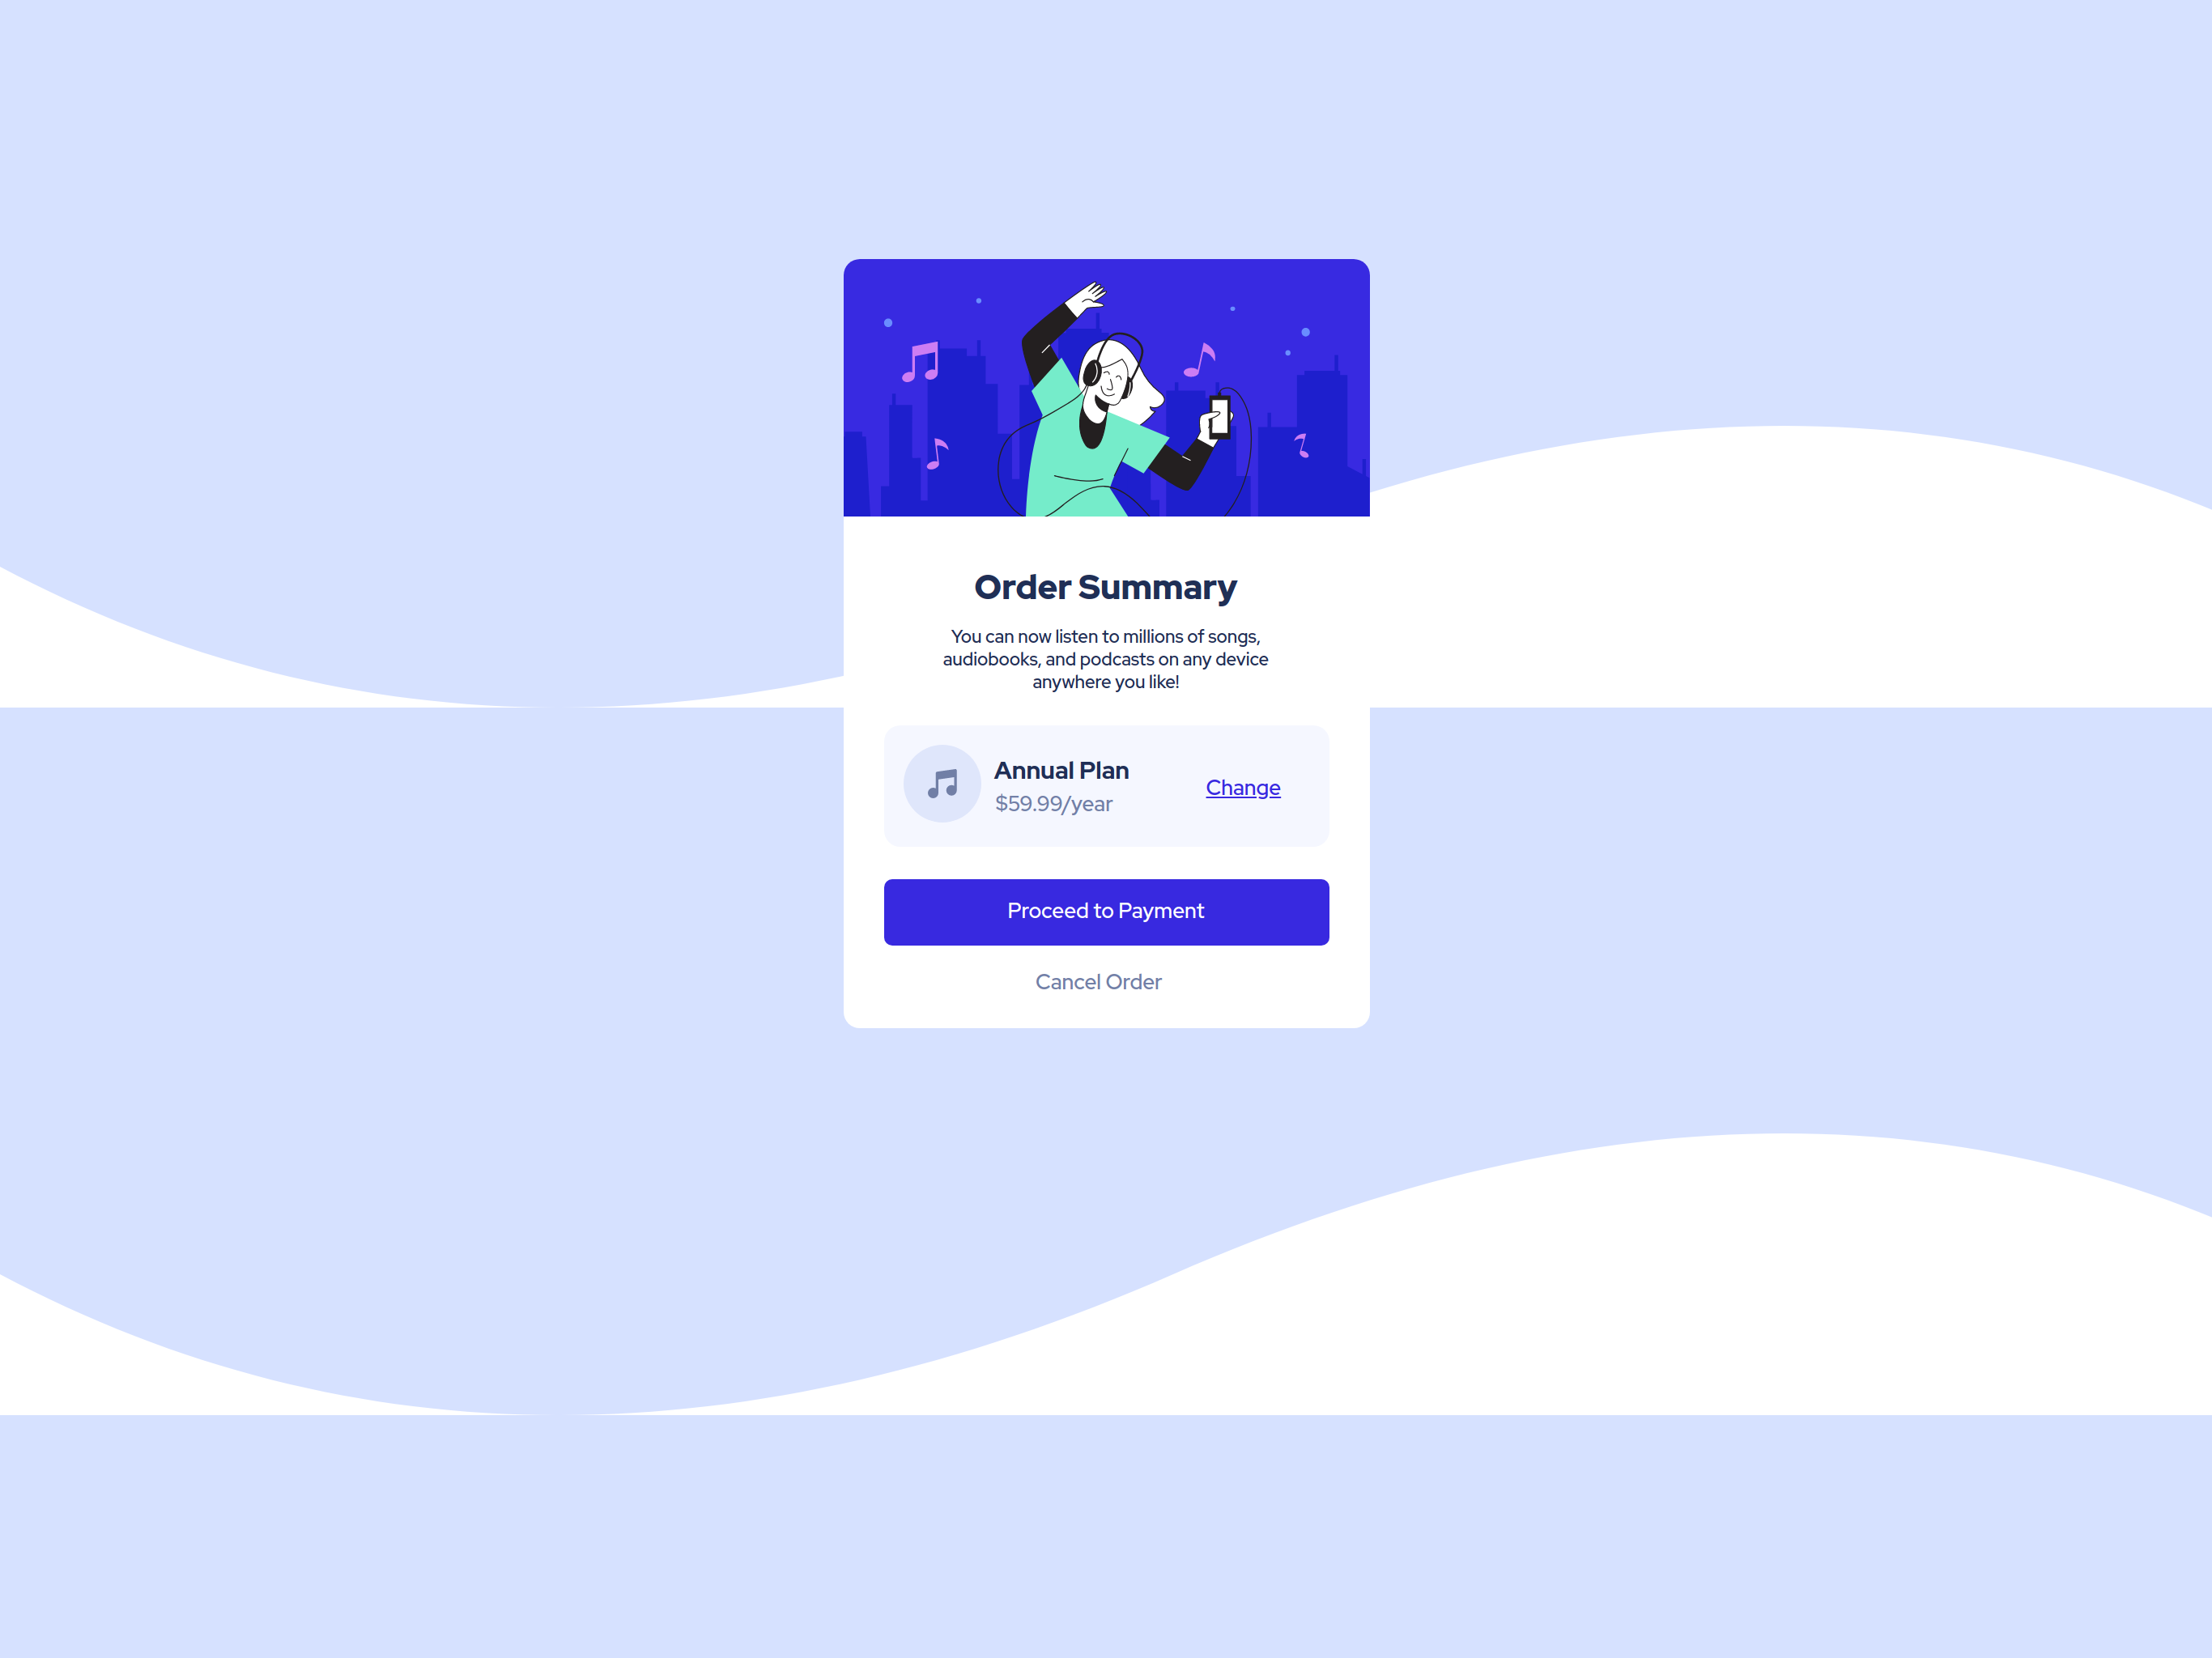 Order Summary
You can now listen to millions of songs,
audiobooks, and podcasts on any device
anywhere you like!
Annual Plan
$59.99/year
Change
Proceed to Payment
Cancel Order